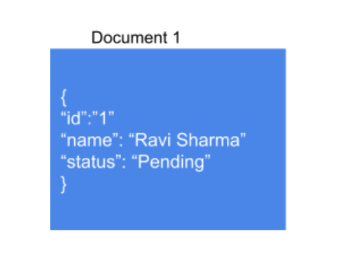 Document 1
{
“id”:”1”
“name”: “Ravi Sharma”
“status”: “Pending”
}